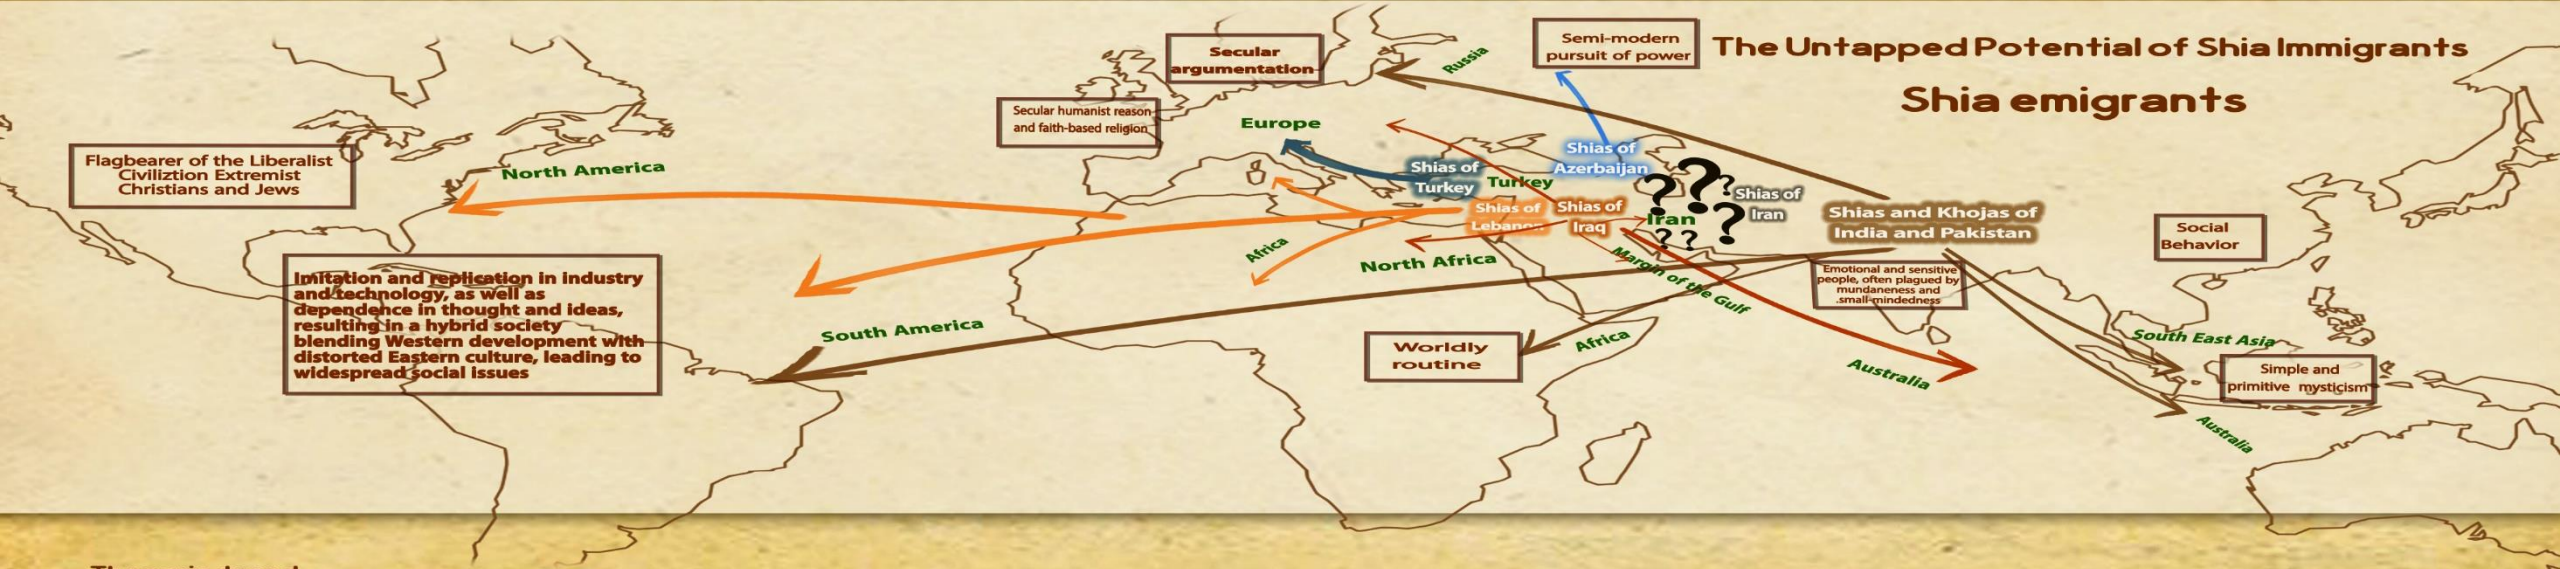 The Untapped Potential of Shia Immigrants
Shia emigrants
Semi-modern
pursuit of power
Secular
argumentation
Russia
Secular humanist reason
and faith-based religion
Europe
Flagbearer of the Liberalist
Civiliztion Extremist
Christians and Jews
North America
Shias of
Turkey
Turkey
Shias of
Azerbaijan
? ? ? ? ? ?
Shias of
Iran
Iran
Shias of
Lebanon
Shias of
Iraq
Shias and Khojas of
India and Pakistan
Social
Behavior
Africa
North Africa
Margin of the Gulf
Emotional and sensitive
people, often plagued by
mundaneness and
.small-mindedness
Imitation and replication in industry
and technology, as well as
dependence in thought and ideas,
resulting in a hybrid society
blending Western development with
distorted Eastern culture, leading to
widespread social issues
South America
Worldly
routine
Africa
Australia
South East Asia
Simple and
primitive mysticism
Australia